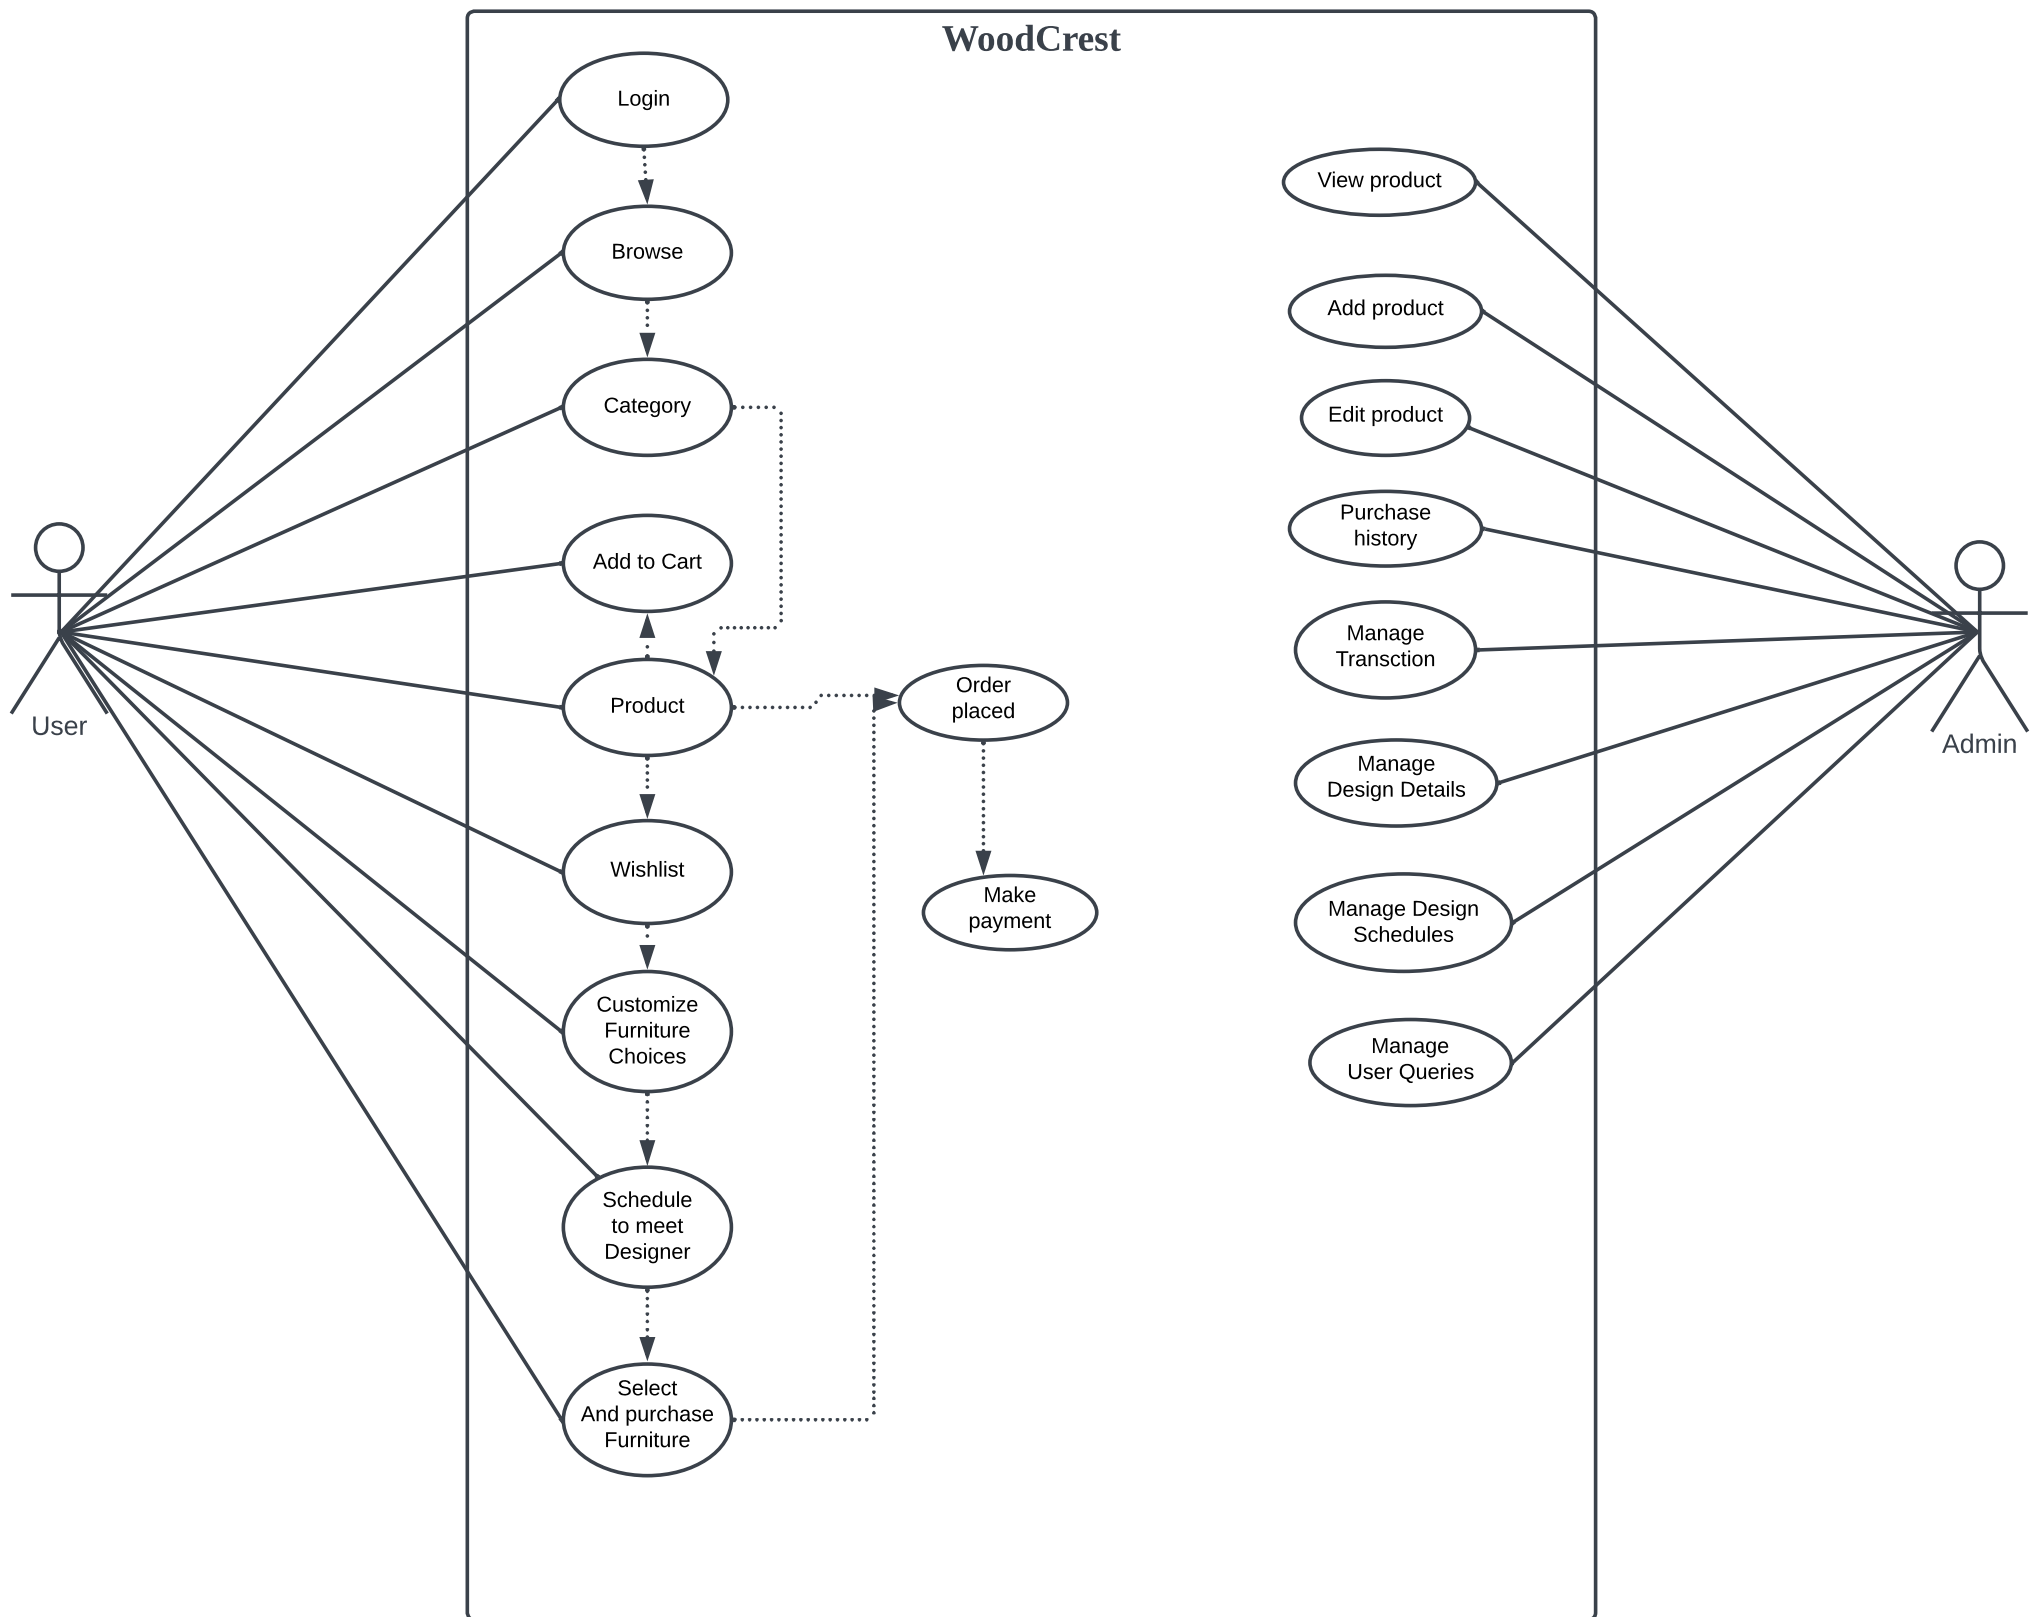 WoodCrest
Login
Browse
Category
Add to Cart
Product
Wishlist
Customize
Furniture
Choices
Schedule
to meet
Designer
Select
And purchase
Furniture
Order
placed
Make
payment
View product
Add product
Edit product
Purchase
history
Manage
Transction
Manage
Design Details
Manage Design
Schedules
Manage
User Queries
User
Admin